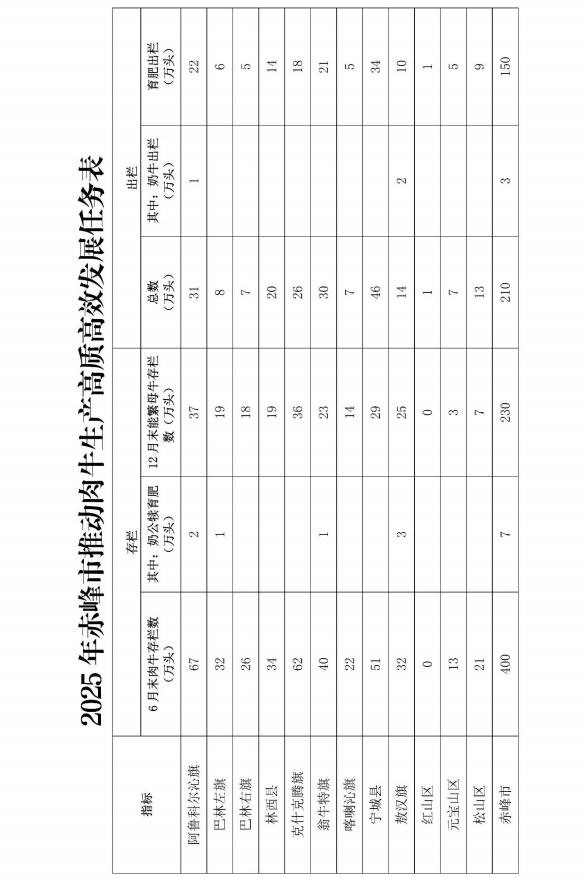 2025年赤峰市推动肉牛生产高质高效发展任务表
指标 存栏 出栏
6月末肉牛存栏数（万头） 其中：奶公犊育肥（万头） 12月末能繁母牛存栏数（万头） 总数（万头） 其中：奶牛出栏（万头） 育肥出栏（万头）
阿鲁科尔沁旗 67 2 37 31 1 22
巴林左旗 32 1 19 8 6
巴林右旗 26 18 7 5
林西县 34 19 20 14
克什克腾旗 62 36 26 18
翁牛特旗 40 1 23 30 21
喀喇沁旗 22 14 7 5
宁城县 51 29 46 34
敖汉旗 32 3 25 14 2 10
红山区 0 0 1 1
元宝山区 13 3 7 5
松山区 21 7 13 9
赤峰市 400 7 230 210 3 150